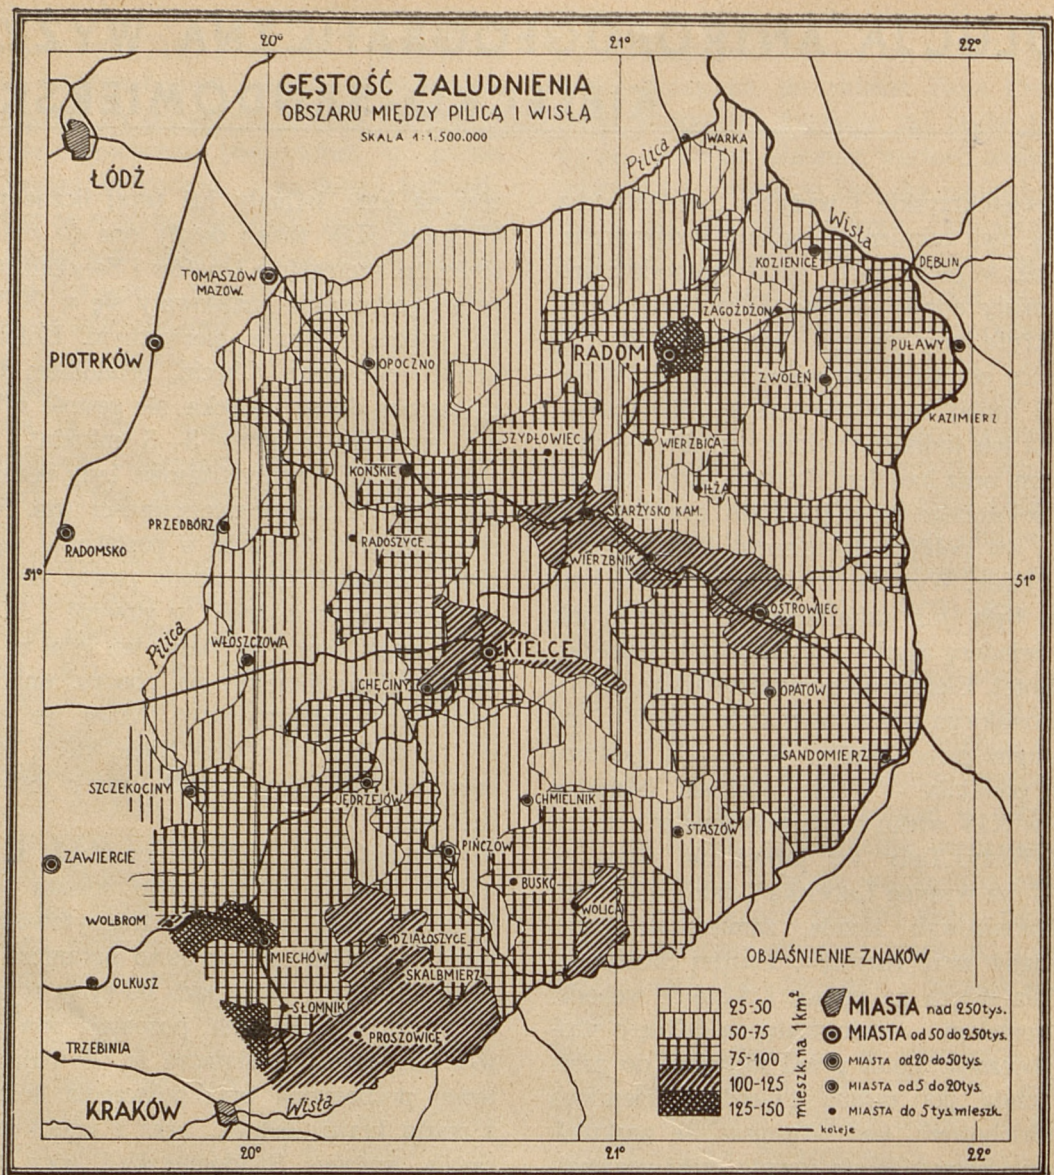 20° 21° 22°
GĘSTOŚĆ ZALUDNIENIA
OBSZARU MIĘDZY PILICĄ I WISŁĄ
SKALA 1:1.500.000
WARKA
Pilica
ŁÓDŹ
Wisła
KOZIENICE
DĘBLIN
TOMASZÓW
MAZOW.
ZAGOŻDŻON
PIOTRKÓW
RADOM
PUŁAWY
OPOCZNO
ZWOLEŃ
KAZIMIERZ
SZYDŁOWIEC
WIERZBICA
KOŃSKIE
IŁŻA
PRZEDBÓRZ
SKARŻYSKO KAM.
RADOSZYCE
RADOMSKO
WIERZBNIK
51° 51°
OSTROWIEC
Pilica
WŁOSZCZOWA
KIELCE
CHĘCINY
OPATÓW
SANDOMIERZ
SZCZEKOCINY
JĘDRZEJÓW
CHMIELNIK
STASZÓW
PIŃCZÓW
ZAWIERCIE
BUSKO
WOLICA
WOLBROM
DZIAŁOSZYCE
MIECHÓW
OBJAŚNIENIE ZNAKÓW
SKALBMIERZ
OLKUSZ
SŁOMNIK
PROSZOWICE
TRZEBINIA
KRAKÓW
Wisła
25-50
50-75
75-100
100-125
125-150
mieszk. na 1 km²
MIASTA nad 250 tys.
MIASTA od 50 do 250 tys.
MIASTA od 20 do 50 tys.
MIASTA od 5 do 20 tys.
MIASTA do 5 tys. mieszk.
koleje
20° 21° 22°